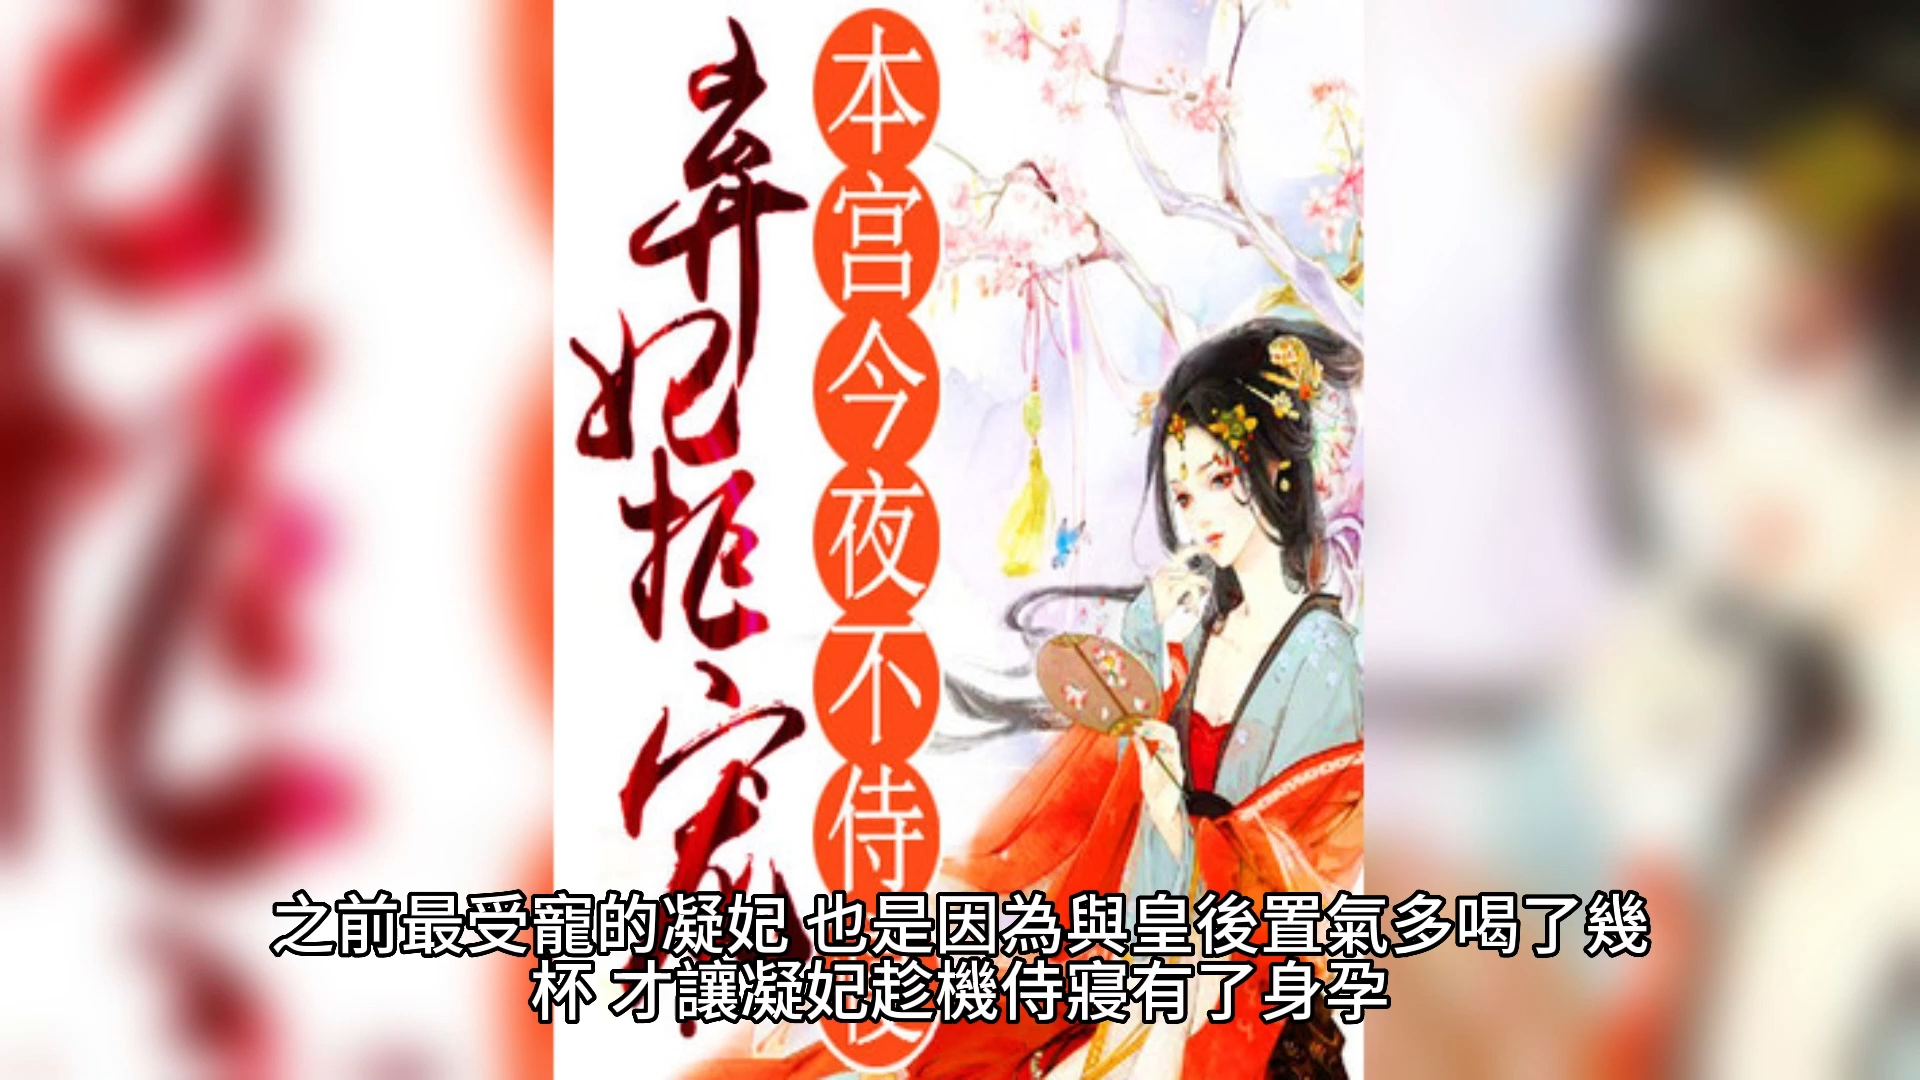 弃妃拒宠
本宫今夜不侍
之前最受寵的凝妃 也是因為與皇後置氣多喝了幾
杯 才讓凝妃趁機侍寢有了身孕